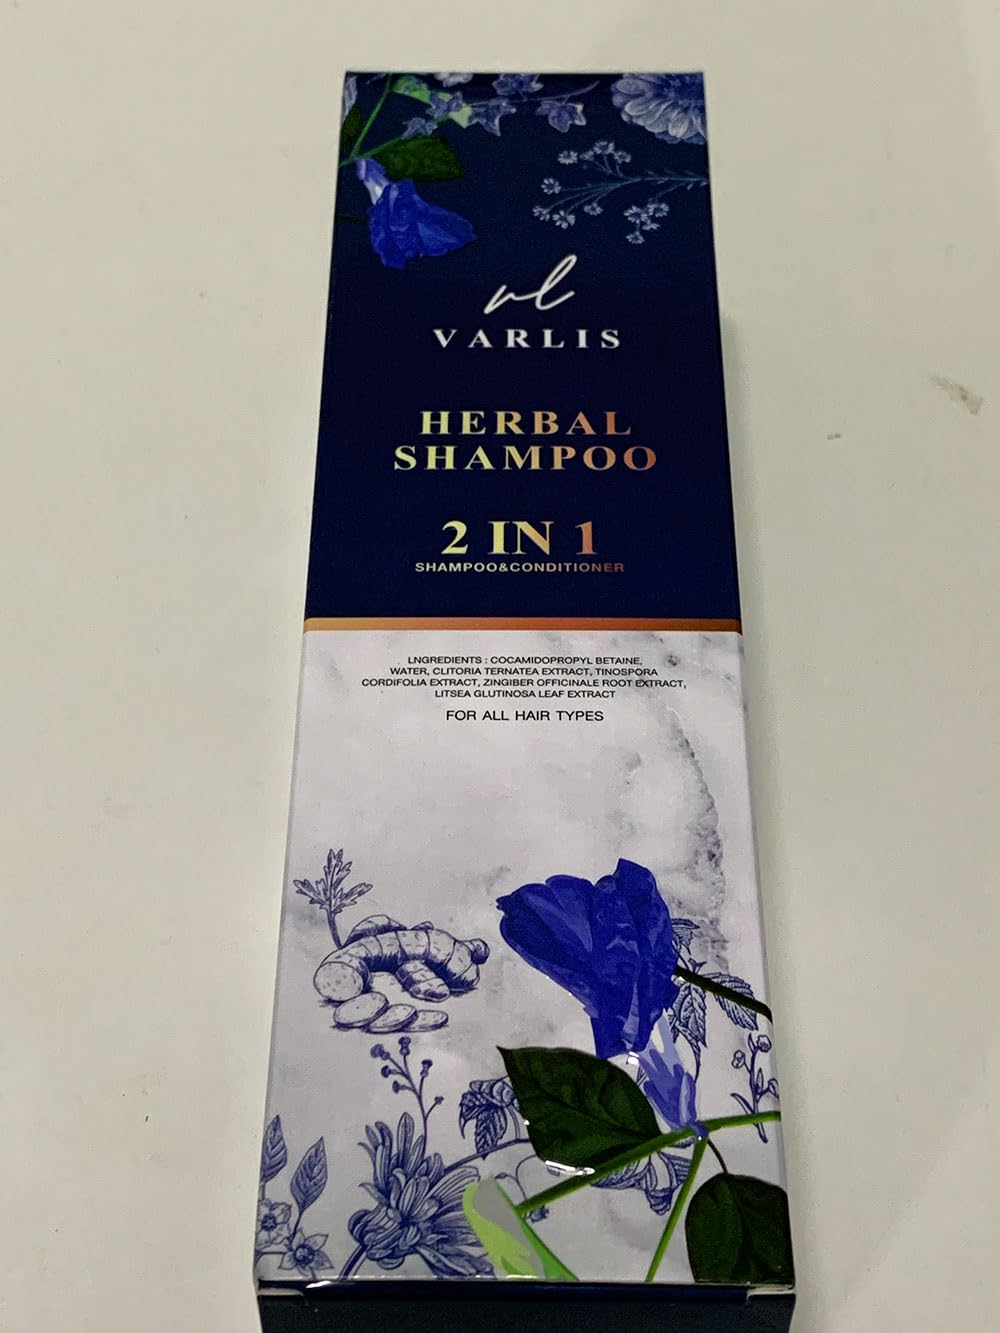 vl
VARLIS
HERBAL
SHAMPOO
2 IN 1
SHAMPOO&CONDITIONER
LNGREDIENTS : COCAMIDOPROPYL BETAINE,
WATER, CLITORIA TERNATEA EXTRACT, TINOSPORA
CORDIFOLIA EXTRACT, ZINGIBER OFFICINALE ROOT EXTRACT,
LITSEA GLUTINOSA LEAF EXTRACT
FOR ALL HAIR TYPES